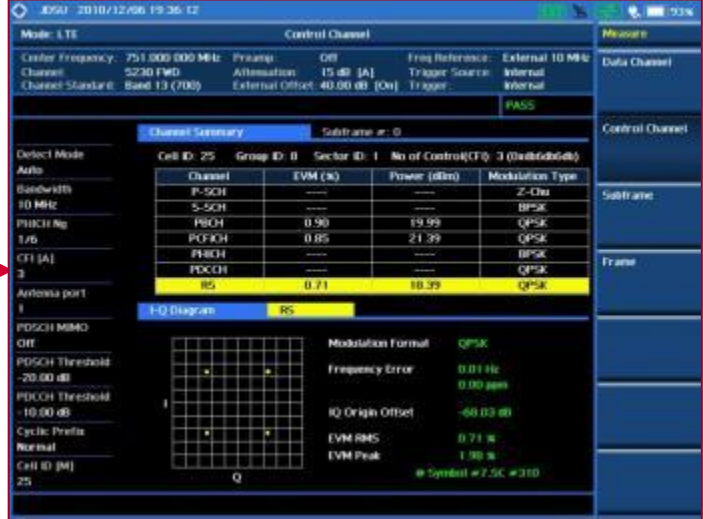 JDSU 2010/12/06 19:36:12 EXT 93%
Mode: LTE Control Channel Measure
Center Frequency: 751.000 000 MHz Preamp: Off Freq Reference: External 10 MHz
Channel: 5230 FWD Attenuation: 15 dB [A] Trigger Source: Internal
Channel Standard: Band 13 (700) External Offset: 40.00 dB [On] Trigger: Internal
PASS
Data Channel
Control Channel
Subframe
Frame
Channel Summary Subframe #: 0
Cell ID: 25 Group ID: 8 Sector ID: 1 No of Control(CFI): 3 (0xdb6db6db)
Channel EVM (%) Power (dBm) Modulation Type
P-SCH ---- ---- Z-Chu
S-SCH ---- ---- BPSK
PBCH 0.90 19.99 QPSK
PCFICH 0.85 21.39 QPSK
PHICH ---- ---- BPSK
PDCCH ---- ---- QPSK
RS 0.71 18.39 QPSK
Detect Mode
Auto
Bandwidth
10 MHz
PHICH Ng
1/6
CFI [A]
3
Antenna port
1
PDSCH MIMO
Off
PDSCH Threshold
-20.00 dB
PDCCH Threshold
-10.00 dB
Cyclic Prefix
Normal
Cell ID [M]
25
I-Q Diagram RS
I
Q
Modulation Format QPSK
Frequency Error 0.01 Hz
0.00 ppm
IQ Origin Offset -68.03 dB
EVM RMS 0.71 %
EVM Peak 1.98 %
@ Symbol #7,SC #310